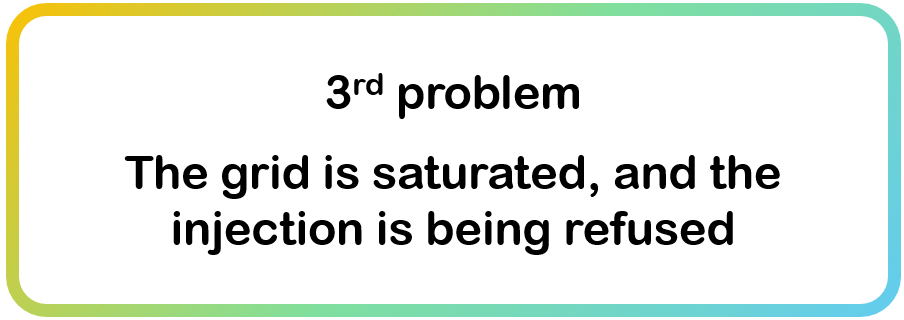 3rd problem
The grid is saturated, and the
injection is being refused